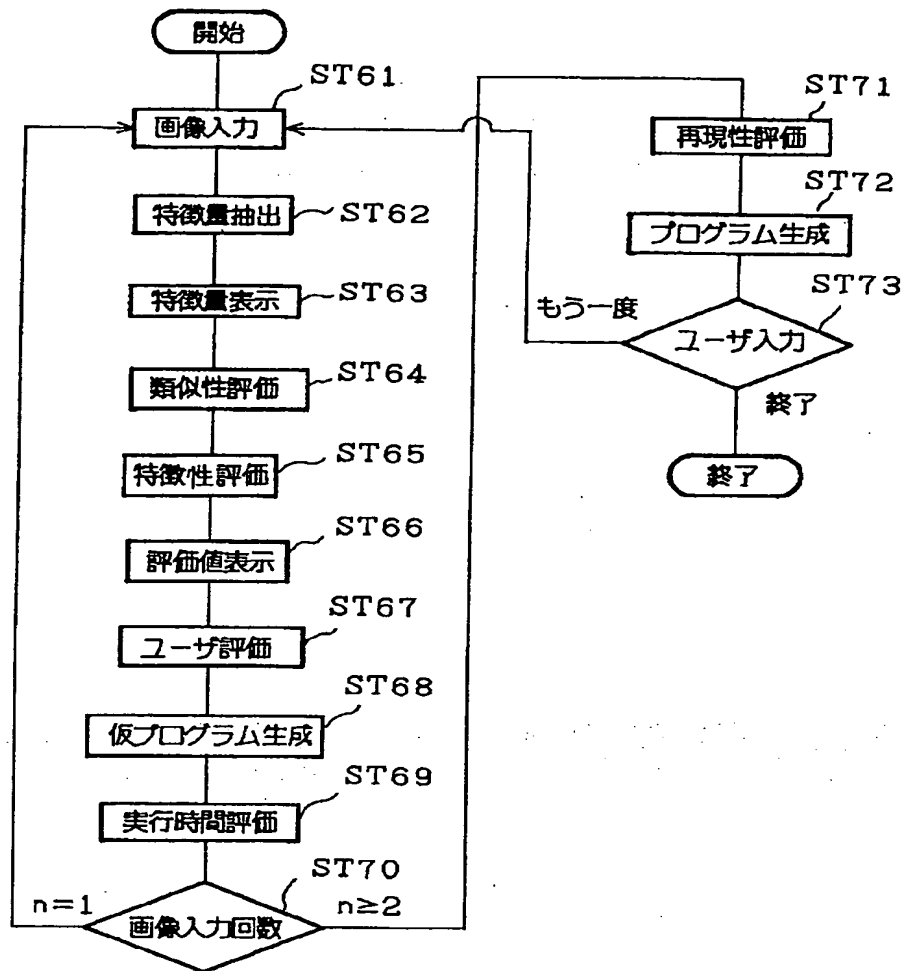 開始
ST61
画像入力
特徴量抽出
ST62
特徴量表示
ST63
類似性評価
ST64
特徴性評価
ST65
評価値表示
ST66
ユーザ評価
ST67
仮プログラム生成
ST68
実行時間評価
ST69
ST70
n=1
画像入力回数
n≥2
ST71
再現性評価
ST72
プログラム生成
ST73
もう一度
ユーザ入力
終了
終了